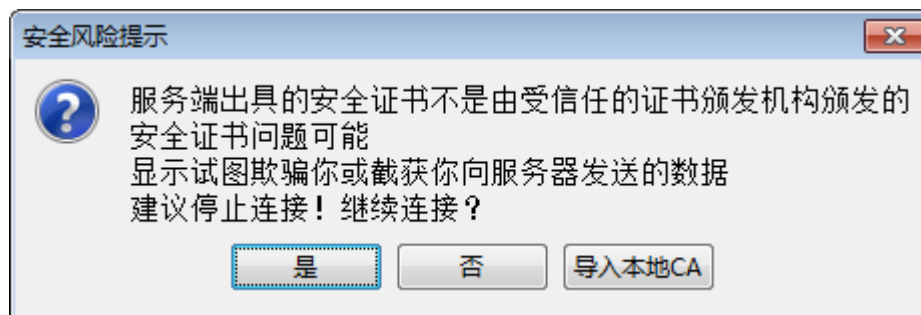 安全风险提示
服务端出具的安全证书不是由受信任的证书颁发机构颁发的
安全证书问题可能
显示试图欺骗你或截获你向服务器发送的数据
建议停止连接！继续连接？
是 否 导入本地CA